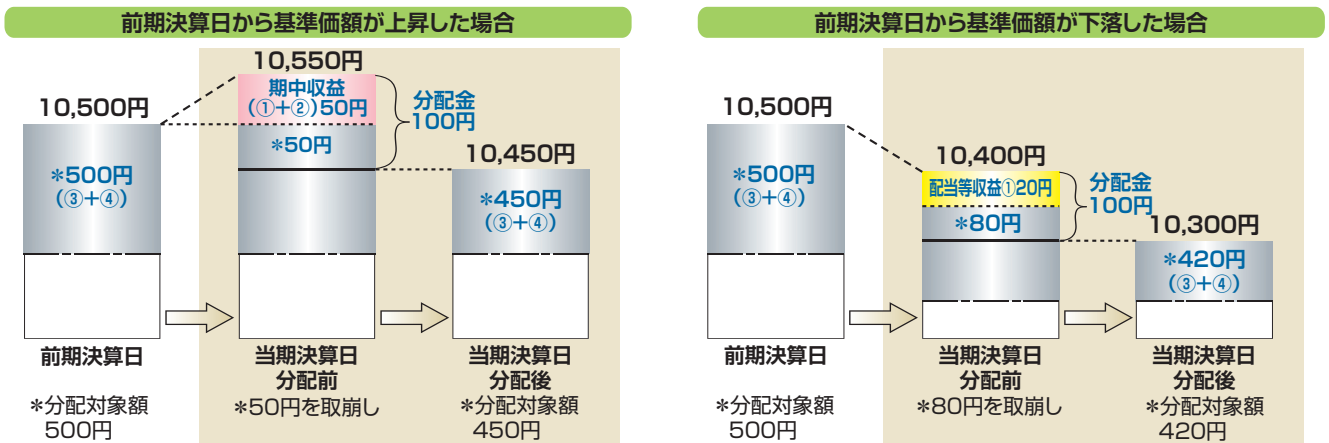 前期決算日から基準価額が上昇した場合
10,500円
*500円
(③+④)
前期決算日
*分配対象額
500円
10,550円
期中収益
(①+②)50円
*50円
分配金
100円
当期決算日
分配前
*50円を取崩し
10,450円
*450円
(③+④)
当期決算日
分配後
*分配対象額
450円
前期決算日から基準価額が下落した場合
10,500円
*500円
(③+④)
前期決算日
*分配対象額
500円
10,400円
配当等収益①20円
*80円
分配金
100円
当期決算日
分配前
*80円を取崩し
10,300円
*420円
(③+④)
当期決算日
分配後
*分配対象額
420円